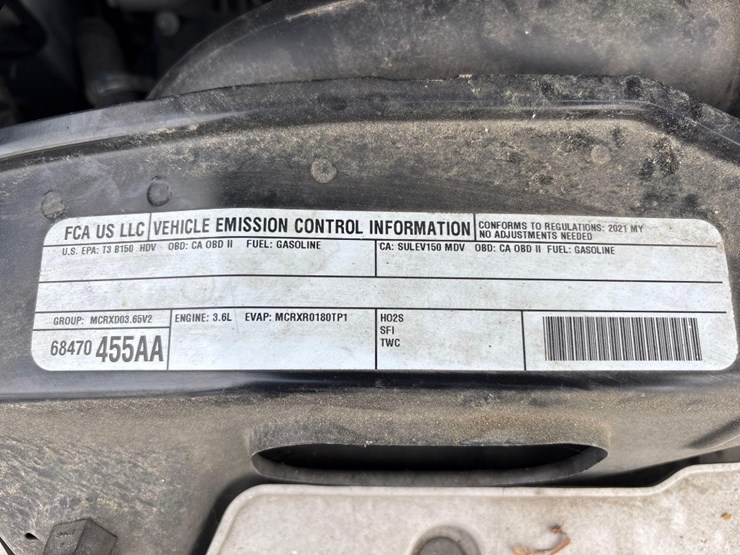 FCA US LLC VEHICLE EMISSION CONTROL INFORMATION
CONFORMS TO REGULATIONS: 2021 MY
NO ADJUSTMENTS NEEDED
U.S. EPA: T3 B150 HDV OBD: CA OBD II FUEL: GASOLINE
CA: SULEV150 MDV OBD: CA OBD II FUEL: GASOLINE
GROUP: MCRXD03.65V2
ENGINE: 3.6L EVAP: MCRXR0180TP1
HO2S
SFI
TWC
68470 455AA